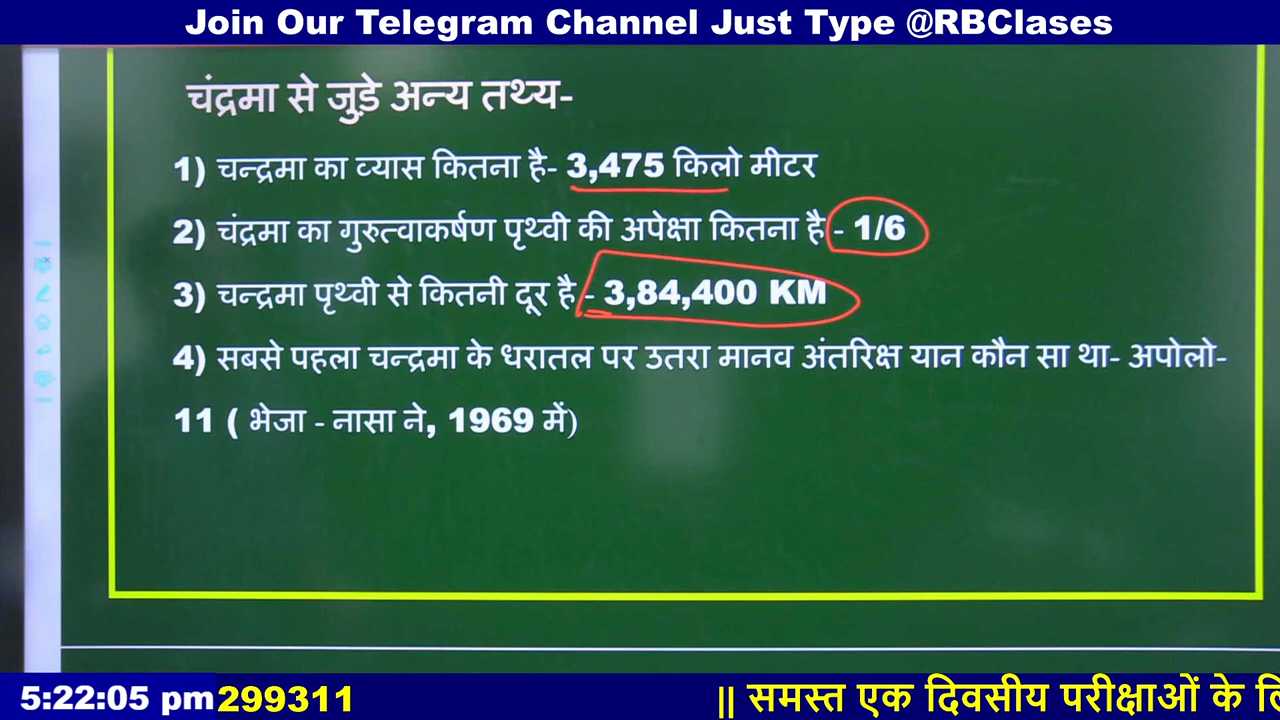 Join Our Telegram Channel Just Type @RBClases
चंद्रमा से जुड़े अन्य तथ्य-
1) चन्द्रमा का व्यास कितना है- 3,475 किलो मीटर
2) चंद्रमा का गुरुत्वाकर्षण पृथ्वी की अपेक्षा कितना है - 1/6
3) चन्द्रमा पृथ्वी से कितनी दूर है - 3,84,400 KM
4) सबसे पहला चन्द्रमा के धरातल पर उतरा मानव अंतरिक्ष यान कौन सा था- अपोलो-
11 ( भेजा - नासा ने, 1969 में)
5:22:05 pm 299311 || समस्त एक दिवसीय परीक्षाओं के